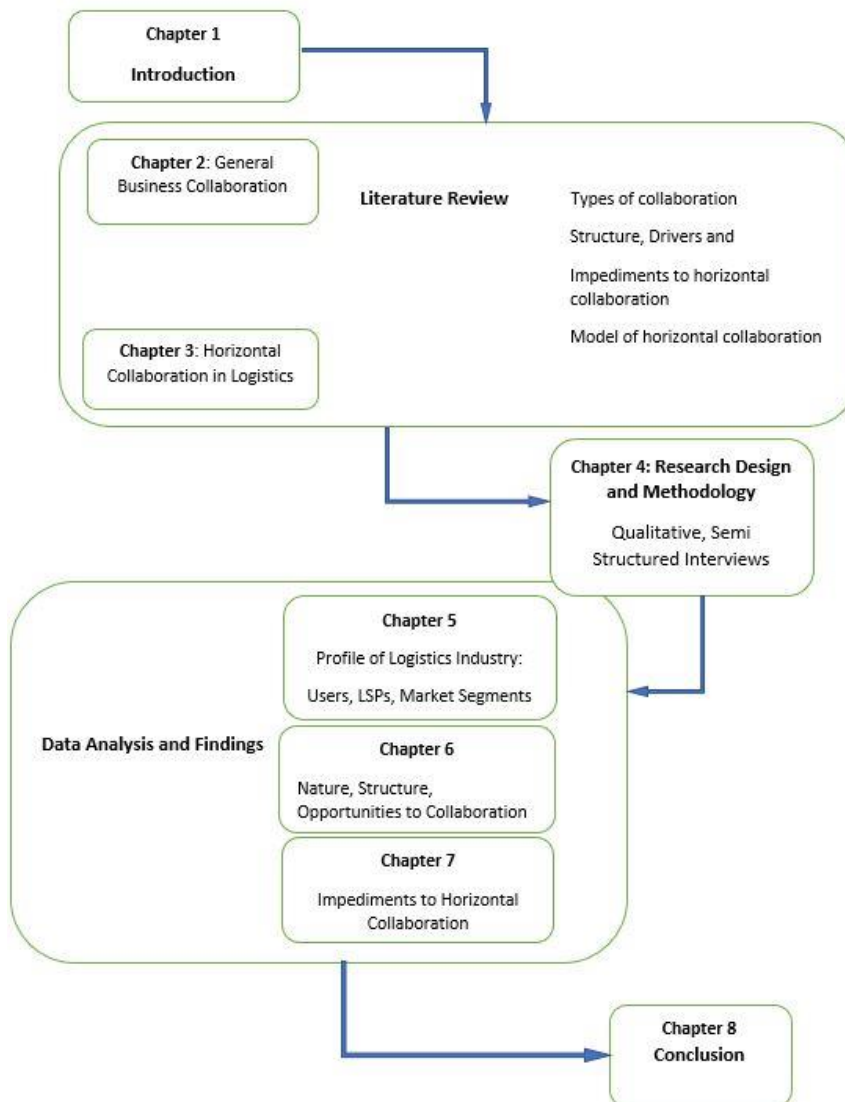 Chapter 1
Introduction
Chapter 2: General
Business Collaboration
Literature Review
Types of collaboration
Structure, Drivers and
Impediments to horizontal
collaboration
Model of horizontal collaboration
Chapter 3: Horizontal
Collaboration in Logistics
Chapter 4: Research Design
and Methodology
Qualitative, Semi
Structured Interviews
Data Analysis and Findings
Chapter 5
Profile of Logistics Industry:
Users, LSPs, Market Segments
Chapter 6
Nature, Structure,
Opportunities to Collaboration
Chapter 7
Impediments to Horizontal
Collaboration
Chapter 8
Conclusion